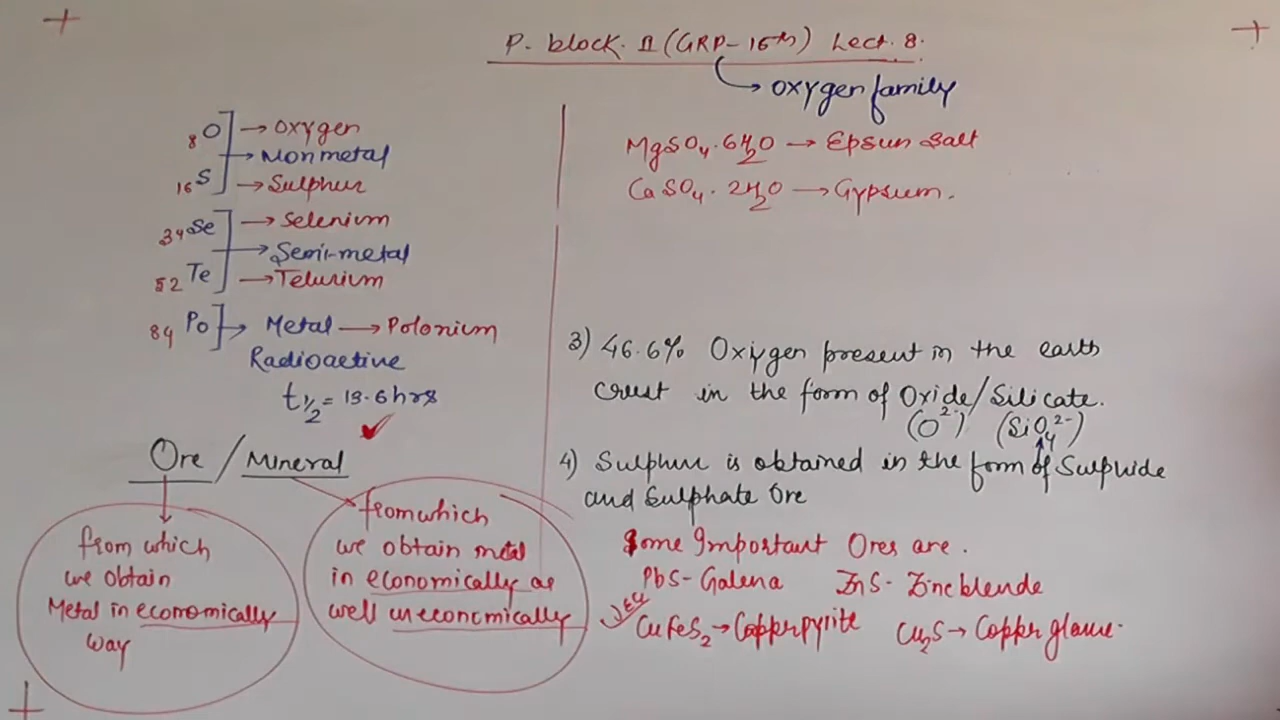 P. block. II (GRP-16th) Lect. 8.
Oxygen family
8O → Oxygen
→ Nonmetal
16S → Sulphur
34Se → Selenium
→ Semi-metal
52Te → Telurium
84Po → Metal → Polonium
Radioactive
t1/2 = 13.6 hrs
Ore / Mineral
from which
we obtain
Metal in economically
way
from which
we obtain metal
in economically as
well uneconomically
MgSO4.6H2O → Epsun salt
CaSO4.2H2O → Gypsum.
3) 46.6% Oxygen present in the earth
crust in the form of Oxide/Silicate.
(O2-) (SiO4 2-)
4) Sulphur is obtained in the form of Sulphide
and Sulphate Ore
Some Important Ores are.
PbS - Galena ZnS - Zinc blende
CuFeS2 → Copper pyrite Cu2S → Copper glance.